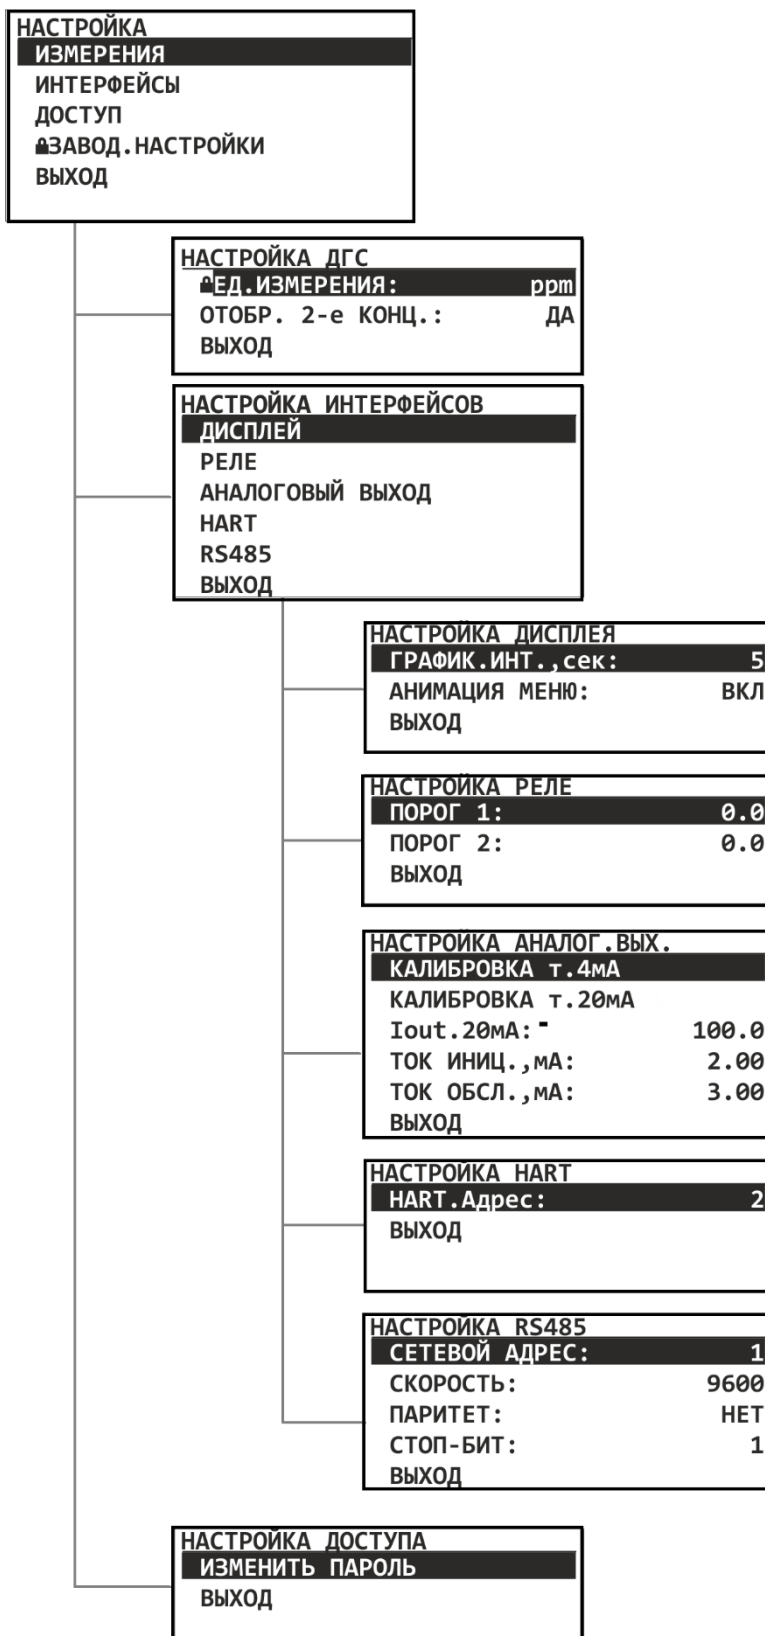 НАСТРОЙКА
ИЗМЕРЕНИЯ
ИНТЕРФЕЙСЫ
ДОСТУП
ЗАВОД.НАСТРОЙКИ
ВЫХОД
НАСТРОЙКА ДГС
ЕД.ИЗМЕРЕНИЯ: ppm
ОТОБР. 2-е КОНЦ.: ДА
ВЫХОД
НАСТРОЙКА ИНТЕРФЕЙСОВ
ДИСПЛЕЙ
РЕЛЕ
АНАЛОГОВЫЙ ВЫХОД
HART
RS485
ВЫХОД
НАСТРОЙКА ДИСПЛЕЯ
ГРАФИК.ИНТ.,сек: 5
АНИМАЦИЯ МЕНЮ: ВКЛ
ВЫХОД
НАСТРОЙКА РЕЛЕ
ПОРОГ 1: 0.0
ПОРОГ 2: 0.0
ВЫХОД
НАСТРОЙКА АНАЛОГ.ВЫХ.
КАЛИБРОВКА т.4мА
КАЛИБРОВКА т.20мА
Iout.20мА:- 100.0
ТОК ИНИЦ.,мА: 2.00
ТОК ОБСЛ.,мА: 3.00
ВЫХОД
НАСТРОЙКА HART
HART.Адрес: 2
ВЫХОД
НАСТРОЙКА RS485
СЕТЕВОЙ АДРЕС: 1
СКОРОСТЬ: 9600
ПАРИТЕТ: НЕТ
СТОП-БИТ: 1
ВЫХОД
НАСТРОЙКА ДОСТУПА
ИЗМЕНИТЬ ПАРОЛЬ
ВЫХОД